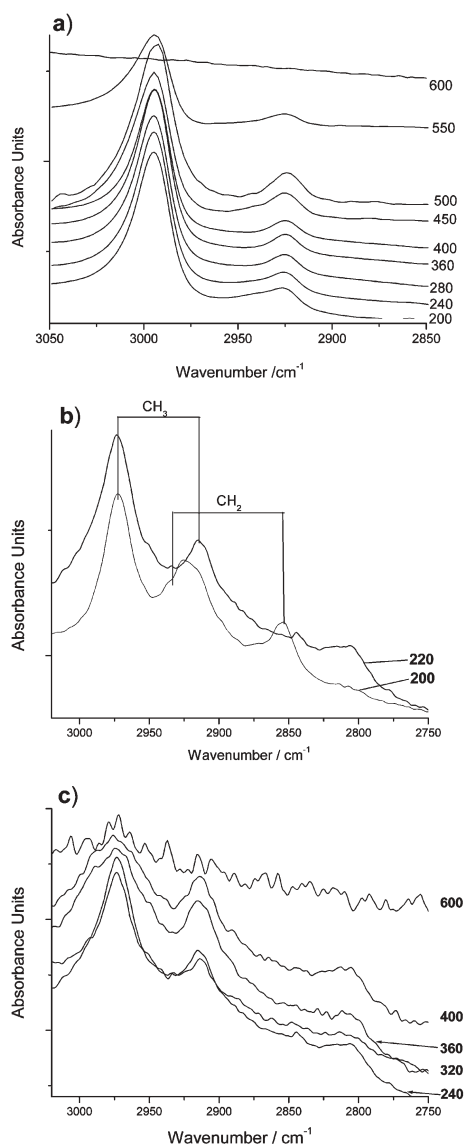 a)
600
550
500
450
400
360
280
240
200
Absorbance Units
3050 3000 2950 2900 2850
Wavenumber /cm⁻¹
b)
CH₃
CH₂
220
200
Absorbance Units
3000 2950 2900 2850 2800 2750
Wavenumber / cm⁻¹
c)
600
400
360
320
240
Absorbance Units
3000 2950 2900 2850 2800 2750
Wavenumber / cm⁻¹